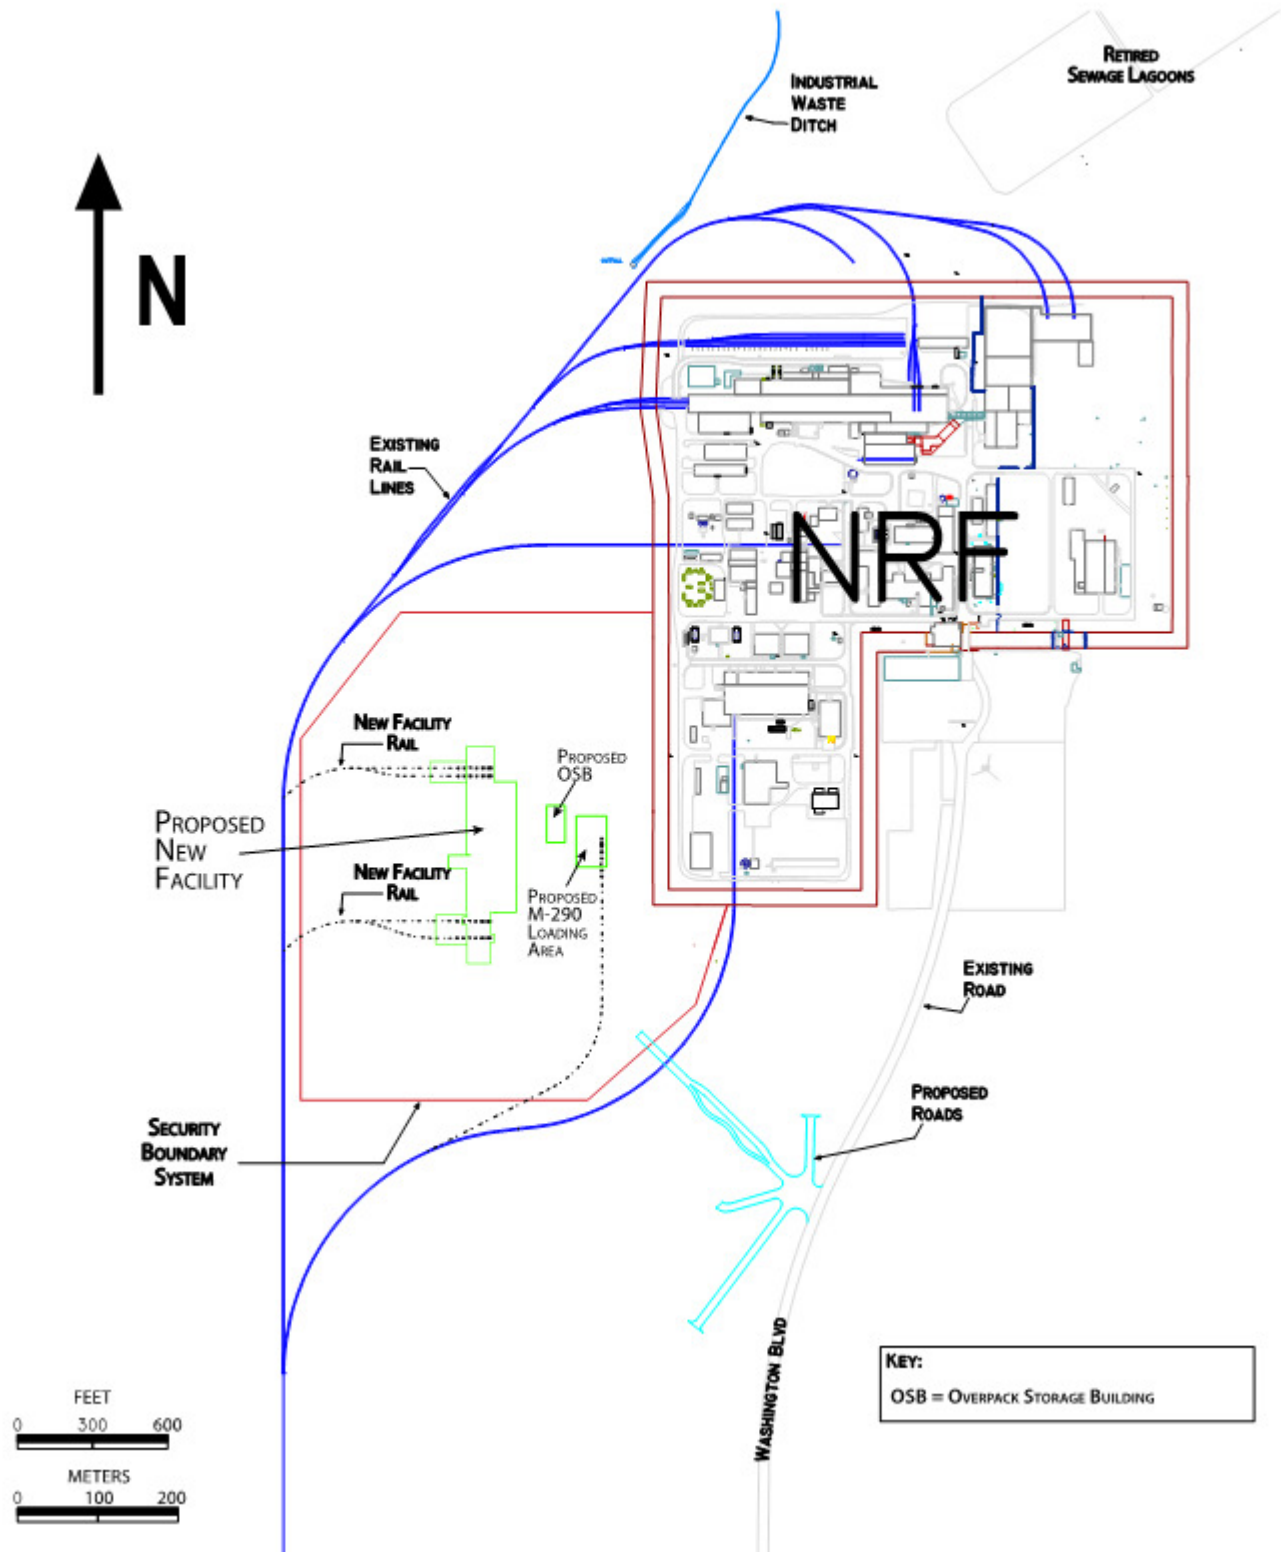 RETIRED
SEWAGE LAGOONS
INDUSTRIAL
WASTE
DITCH
N
EXISTING
RAIL
LINES
NRF
NEW FACILITY
RAIL
PROPOSED
OSB
PROPOSED
NEW
FACILITY
NEW FACILITY
RAIL
PROPOSED
M-290
LOADING
AREA
EXISTING
ROAD
PROPOSED
ROADS
SECURITY
BOUNDARY
SYSTEM
WASHINGTON BLVD
KEY:
OSB = OVERPACK STORAGE BUILDING
FEET
0 300 600
METERS
0 100 200